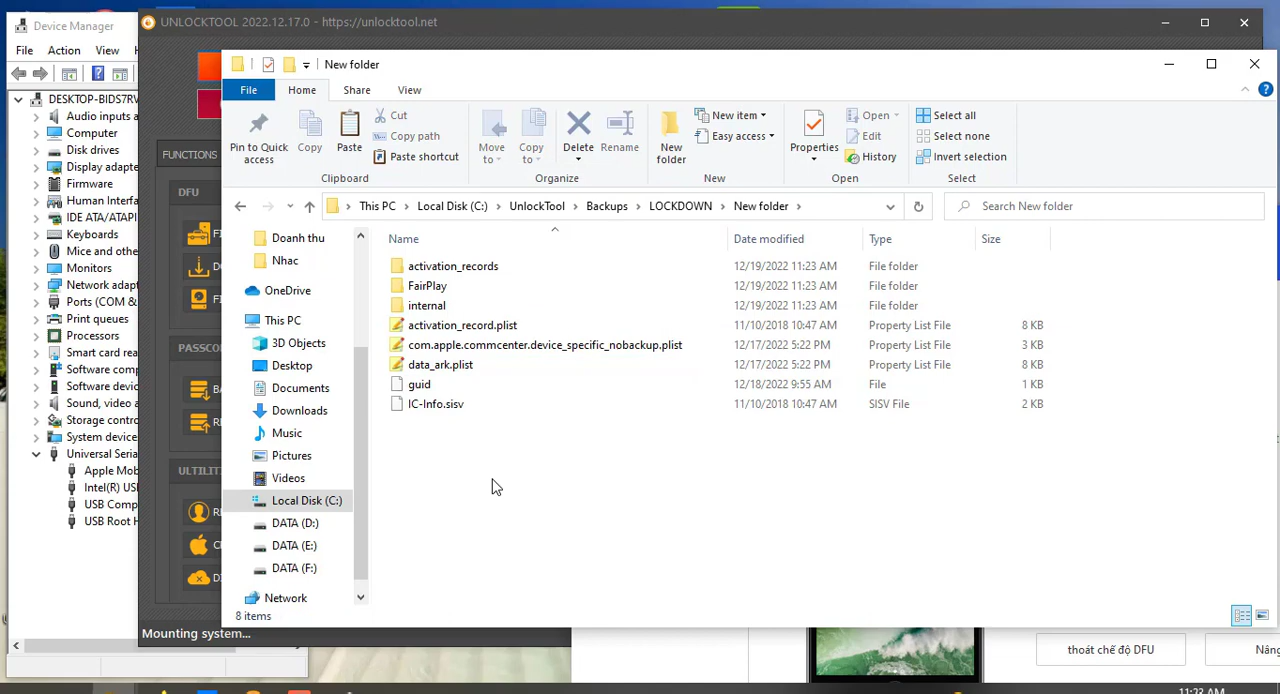 Device Manager
File Action View
DESKTOP-BIDS7RV
Audio inputs a
Computer
Disk drives
Display adapte
Firmware
Human Interfa
IDE ATA/ATAPI
Keyboards
Mice and othe
Monitors
Network adapt
Ports (COM &
Print queues
Processors
Smart card rea
Software comp
Software devic
Sound, video a
Storage contro
System devices
Universal Seria
Apple Mob
Intel(R) USB
USB Comp
USB Root H
UNLOCKTOOL 2022.12.17.0 - https://unlocktool.net
FUNCTIONS
DFU
FI
DO
FI
PASSCO
BA
RE
ULTILITI
RE
CH
DI
Mounting system...
New folder
File Home Share View
Pin to Quick access
Copy
Paste
Cut
Copy path
Paste shortcut
Clipboard
Move to
Copy to
Delete
Rename
Organize
New folder
New item
Easy access
New
Properties
Open
Edit
History
Open
Select all
Select none
Invert selection
Select
This PC > Local Disk (C:) > UnlockTool > Backups > LOCKDOWN > New folder >
Search New folder
Doanh thu
Nhac
OneDrive
This PC
3D Objects
Desktop
Documents
Downloads
Music
Pictures
Videos
Local Disk (C:)
DATA (D:)
DATA (E:)
DATA (F:)
Network
Name Date modified Type Size
activation_records 12/19/2022 11:23 AM File folder
FairPlay 12/19/2022 11:23 AM File folder
internal 12/19/2022 11:23 AM File folder
activation_record.plist 11/10/2018 10:47 AM Property List File 8 KB
com.apple.commcenter.device_specific_nobackup.plist 12/17/2022 5:22 PM Property List File 3 KB
data_ark.plist 12/17/2022 5:22 PM Property List File 8 KB
guid 12/18/2022 9:55 AM File 1 KB
IC-Info.sisv 11/10/2018 10:47 AM SISV File 2 KB
8 items
thoát chế độ DFU
Nâng
11:23 AM